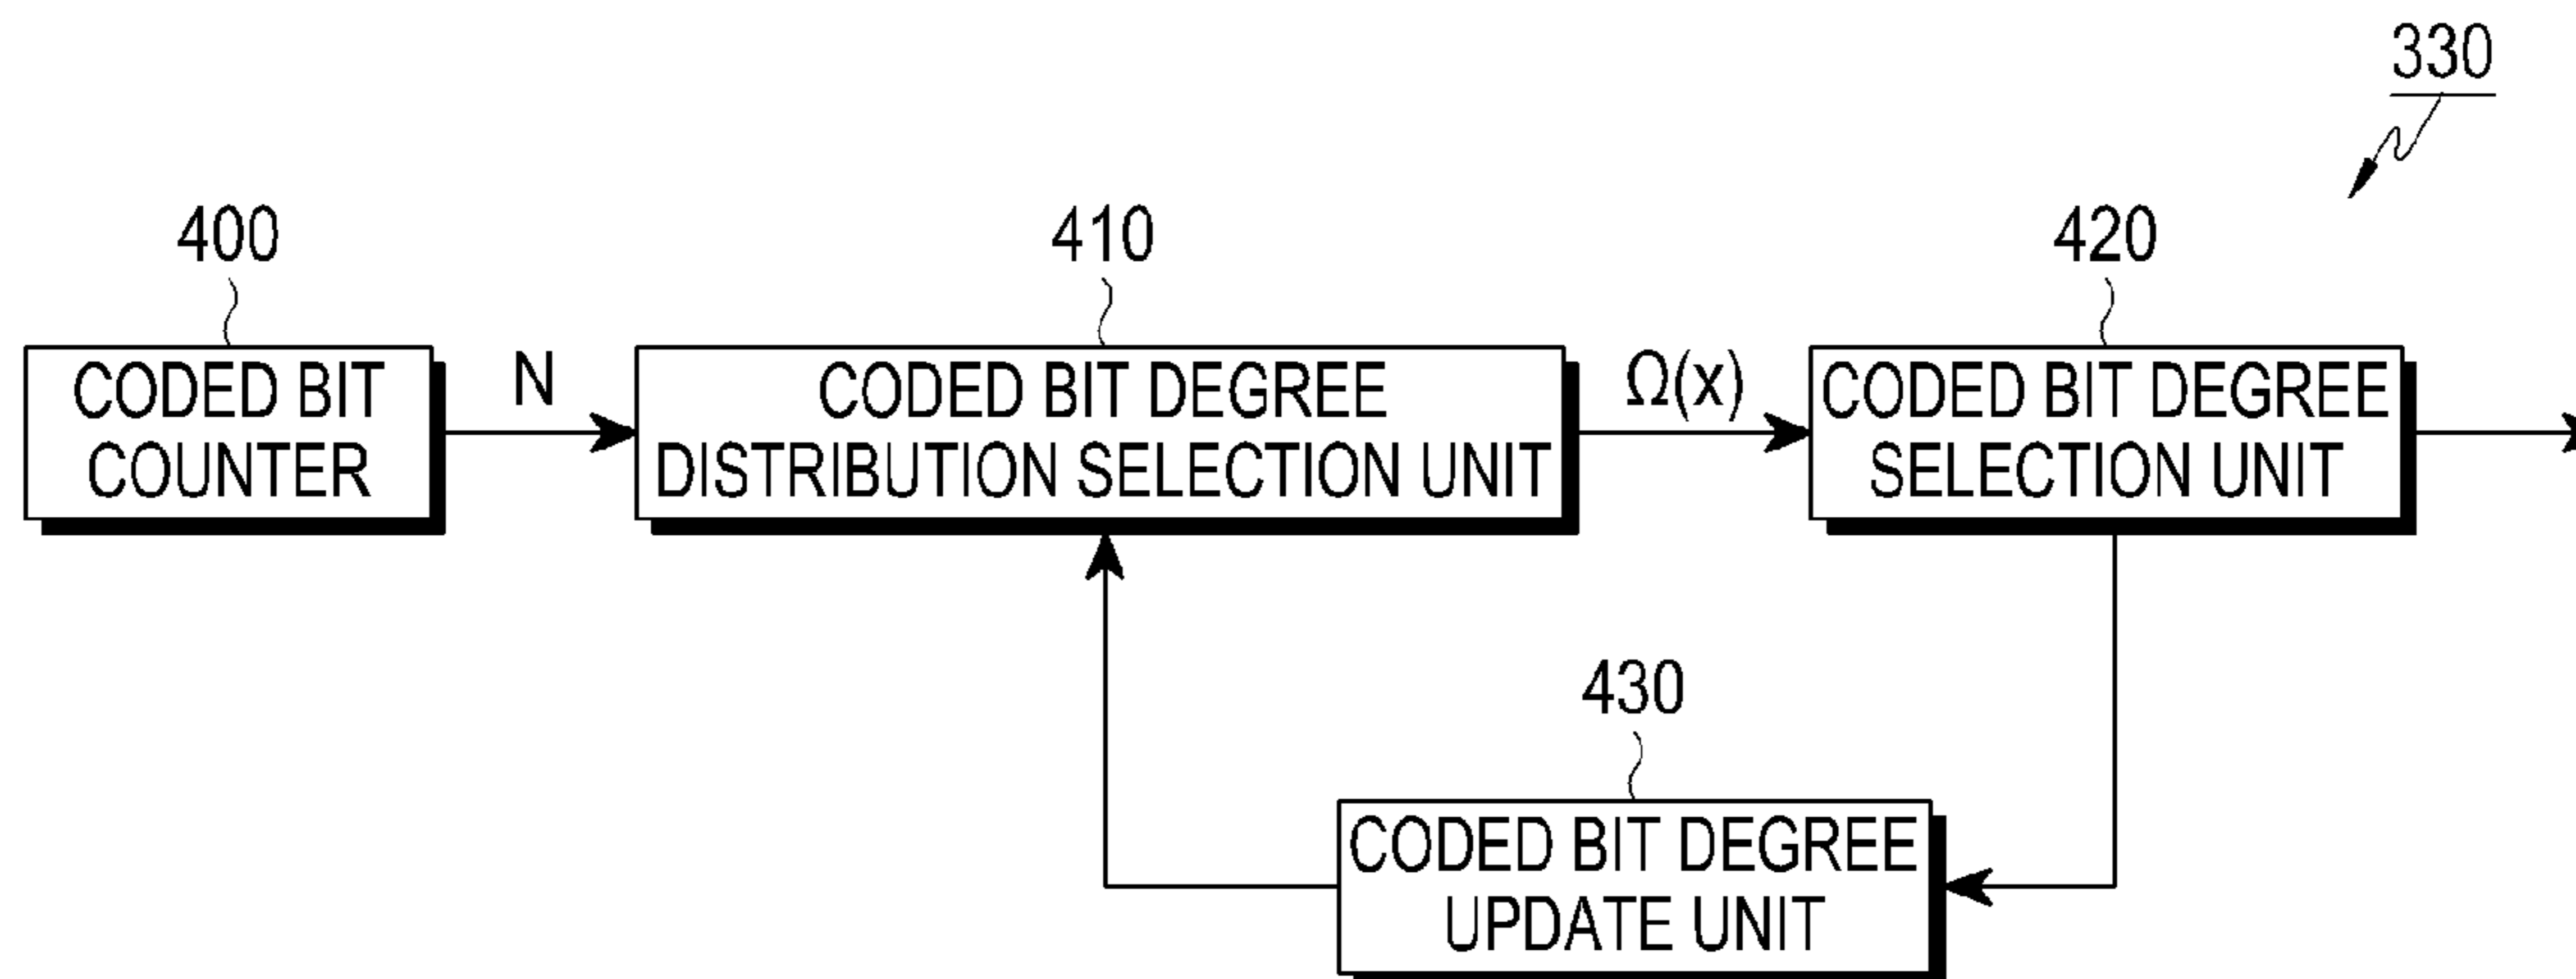 330
400
410
420
CODED BIT
COUNTER
N
CODED BIT DEGREE
DISTRIBUTION SELECTION UNIT
Ω(x)
CODED BIT DEGREE
SELECTION UNIT
430
CODED BIT DEGREE
UPDATE UNIT